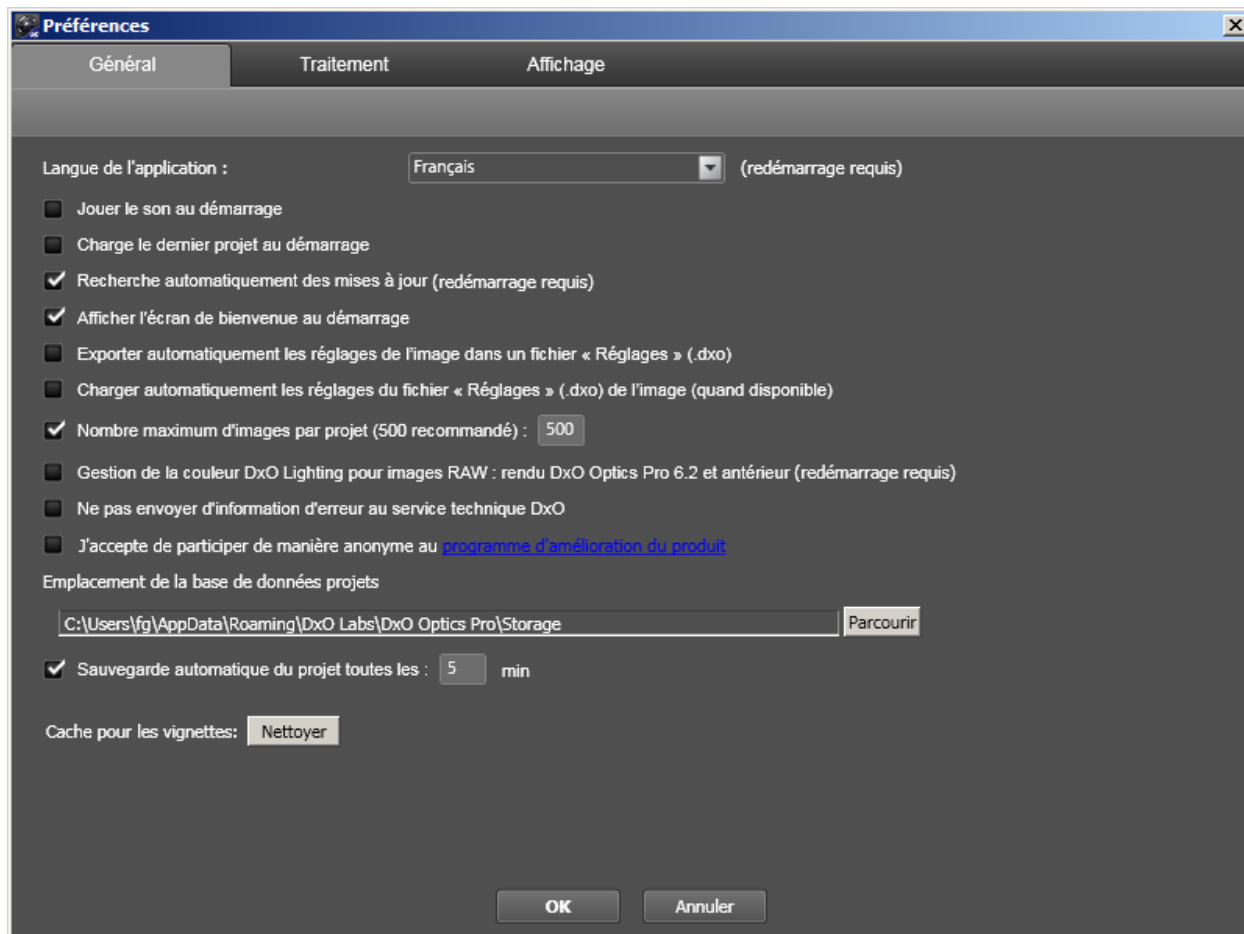 Préférences
Général Traitement Affichage
Langue de l'application : Français (redémarrage requis)
Jouer le son au démarrage
Charge le dernier projet au démarrage
Recherche automatiquement des mises à jour (redémarrage requis)
Afficher l'écran de bienvenue au démarrage
Exporter automatiquement les réglages de l'image dans un fichier « Réglages » (.dxo)
Charger automatiquement les réglages du fichier « Réglages » (.dxo) de l'image (quand disponible)
Nombre maximum d'images par projet (500 recommandé) : 500
Gestion de la couleur DxO Lighting pour images RAW : rendu DxO Optics Pro 6.2 et antérieur (redémarrage requis)
Ne pas envoyer d'information d'erreur au service technique DxO
J'accepte de participer de manière anonyme au programme d'amélioration du produit
Emplacement de la base de données projets
C:\Users\fg\AppData\Roaming\DxO Labs\DxO Optics Pro\Storage Parcourir
Sauvegarde automatique du projet toutes les : 5 min
Cache pour les vignettes: Nettoyer
OK Annuler